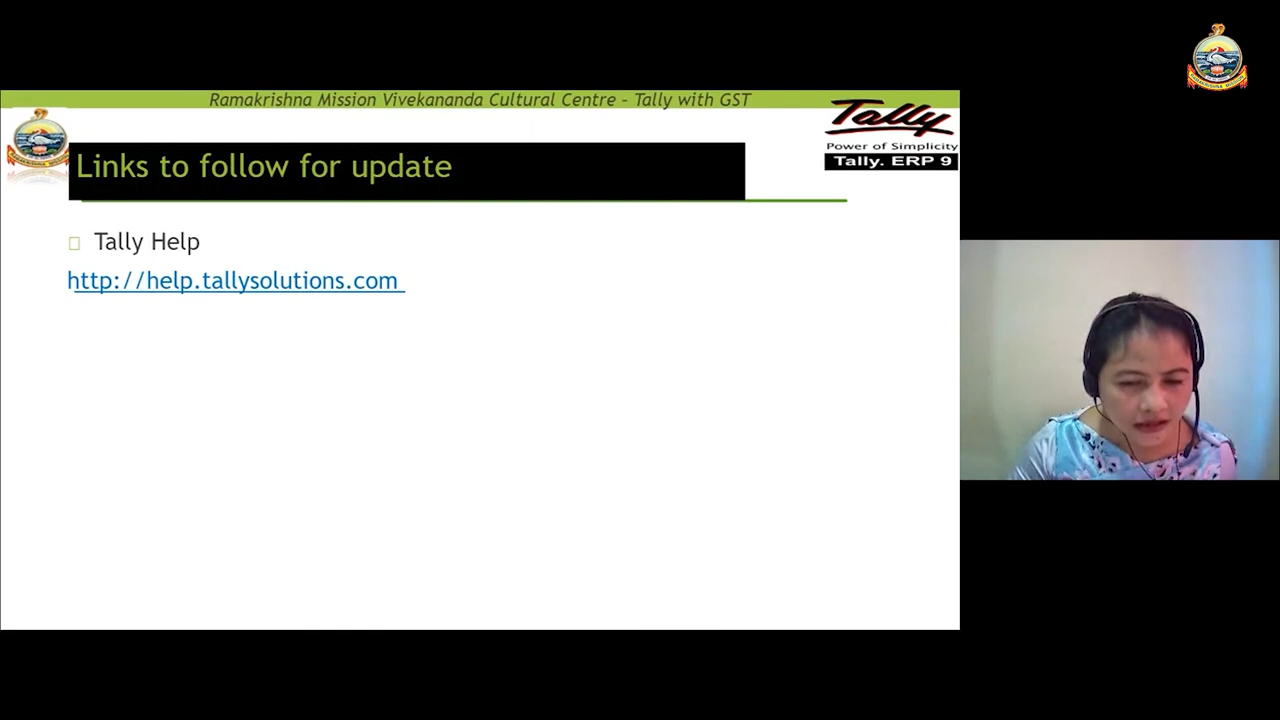 Ramakrishna Mission Vivekananda Cultural Centre - Tally with GST
Tally
Power of Simplicity
Tally. ERP 9
Links to follow for update
Tally Help
http://help.tallysolutions.com